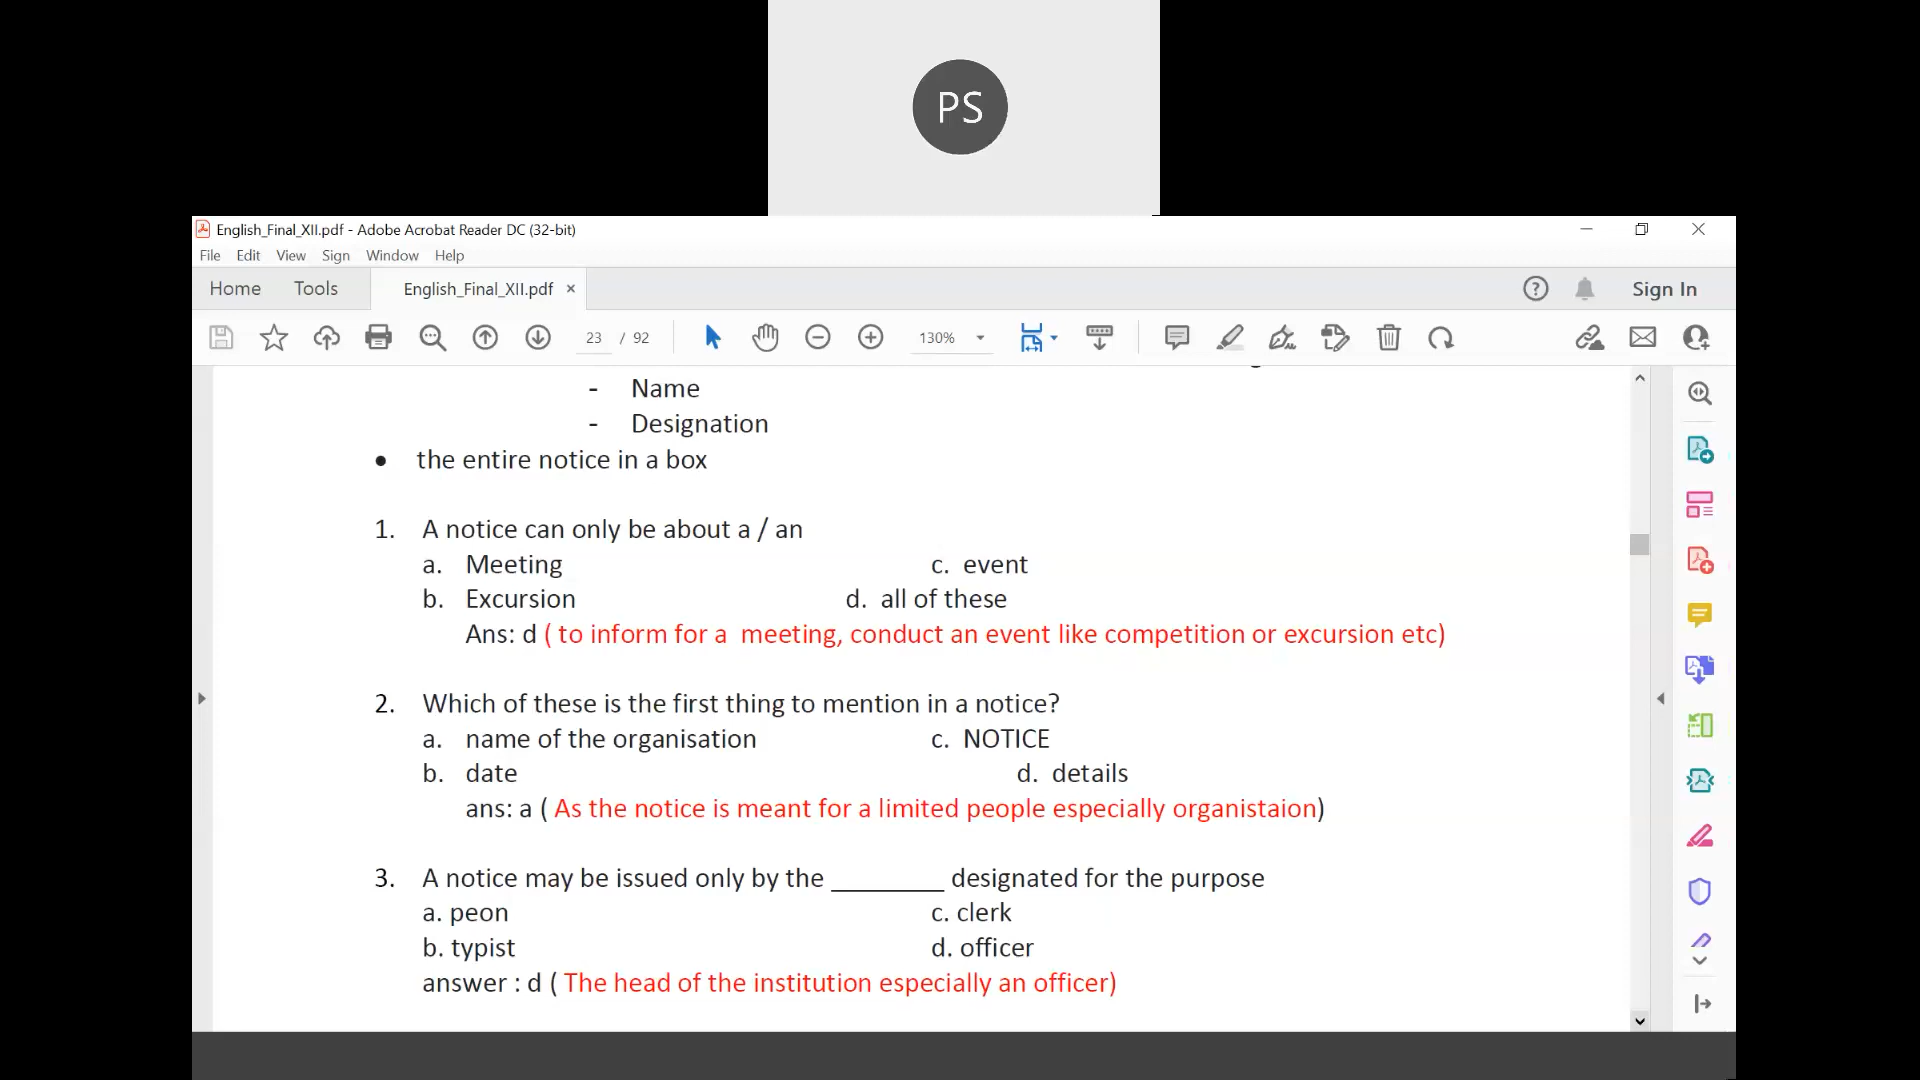 PS
English_Final_XII.pdf - Adobe Acrobat Reader DC (32-bit)
File Edit View Sign Window Help
Home Tools English_Final_XII.pdf × Sign In
23 / 92 130%
- Name
- Designation
• the entire notice in a box
1. A notice can only be about a / an
a. Meeting c. event
b. Excursion d. all of these
Ans: d ( to inform for a meeting, conduct an event like competition or excursion etc)
2. Which of these is the first thing to mention in a notice?
a. name of the organisation c. NOTICE
b. date d. details
ans: a ( As the notice is meant for a limited people especially organistaion)
3. A notice may be issued only by the ________ designated for the purpose
a. peon c. clerk
b. typist d. officer
answer : d ( The head of the institution especially an officer)